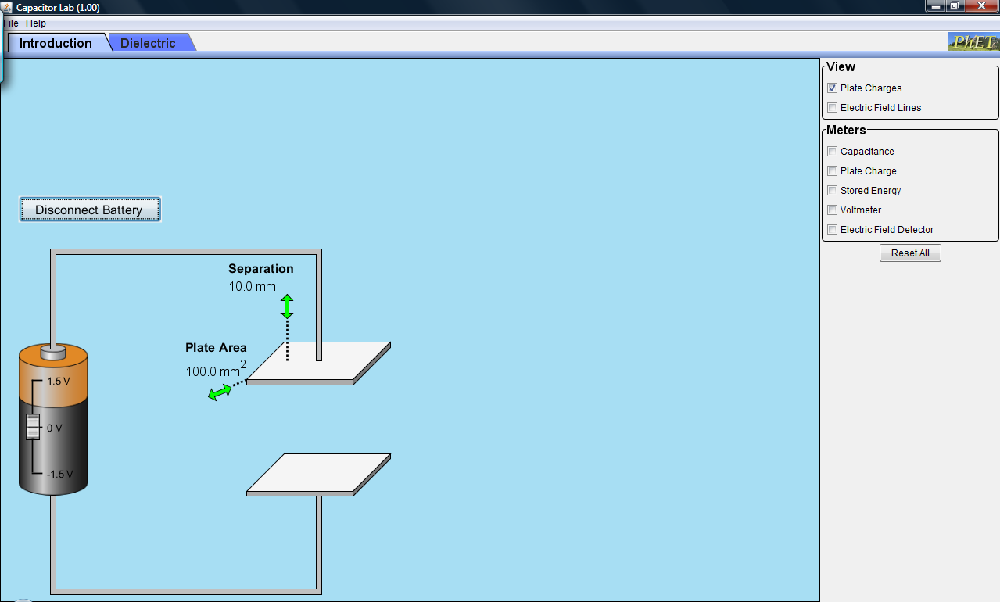 Capacitor Lab (1.00)
File Help
Introduction Dielectric
PhET
View
Plate Charges
Electric Field Lines
Meters
Capacitance
Plate Charge
Stored Energy
Voltmeter
Electric Field Detector
Reset All
Disconnect Battery
Separation
10.0 mm
Plate Area
100.0 mm2
1.5 V
0 V
-1.5 V